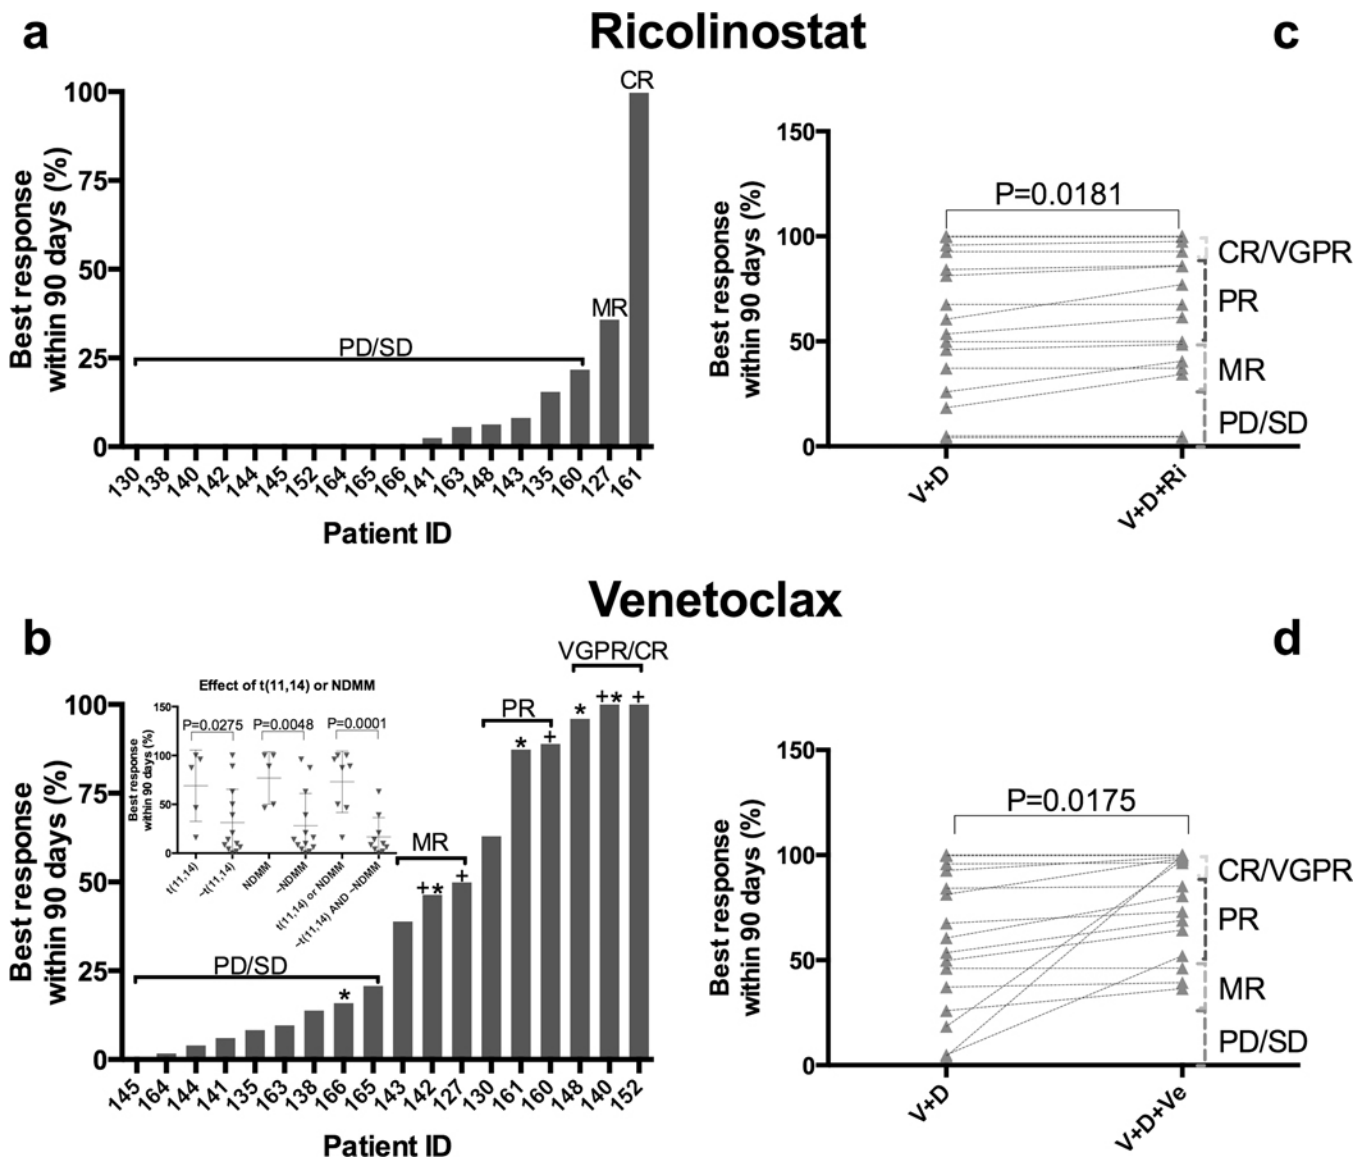 a
Ricolinostat
c
Best response
within 90 days (%)
100
75
50
25
0
PD/SD
MR
CR
130
138
140
142
144
145
152
164
165
166
141
163
148
143
135
160
127
161
Patient ID
Best response
within 90 days (%)
150
100
50
0
P=0.0181
CR/VGPR
PR
MR
PD/SD
V+D
V+D+Ri
Venetoclax
b
d
Best response
within 90 days (%)
100
75
50
25
0
Effect of t(11,14) or NDMM
Best response
within 90 days (%)
150
100
50
0
P=0.0275
P=0.0048
P=0.0001
t(11,14)
~t(11,14)
NDMM
~NDMM
t(11,14) or NDMM
~t(11,14) AND ~NDMM
PD/SD
*
MR
+*
+
PR
*
+
VGPR/CR
*
+*
+
145
164
144
141
135
163
138
166
165
143
142
127
130
161
160
148
140
152
Patient ID
Best response
within 90 days (%)
150
100
50
0
P=0.0175
CR/VGPR
PR
MR
PD/SD
V+D
V+D+Ve